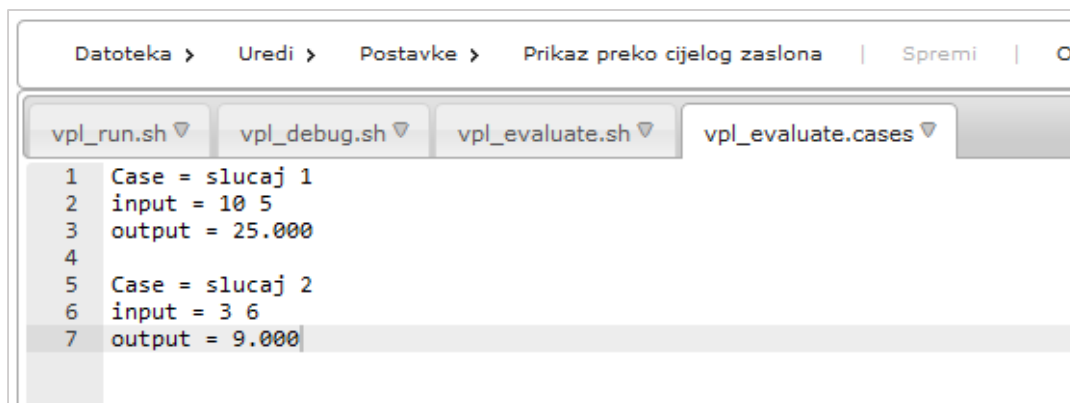 Datoteka > Uredi > Postavke > Prikaz preko cijelog zaslona | Spremi | O
vpl_run.sh vpl_debug.sh vpl_evaluate.sh vpl_evaluate.cases
1 Case = slucaj 1
2 input = 10 5
3 output = 25.000
4
5 Case = slucaj 2
6 input = 3 6
7 output = 9.000